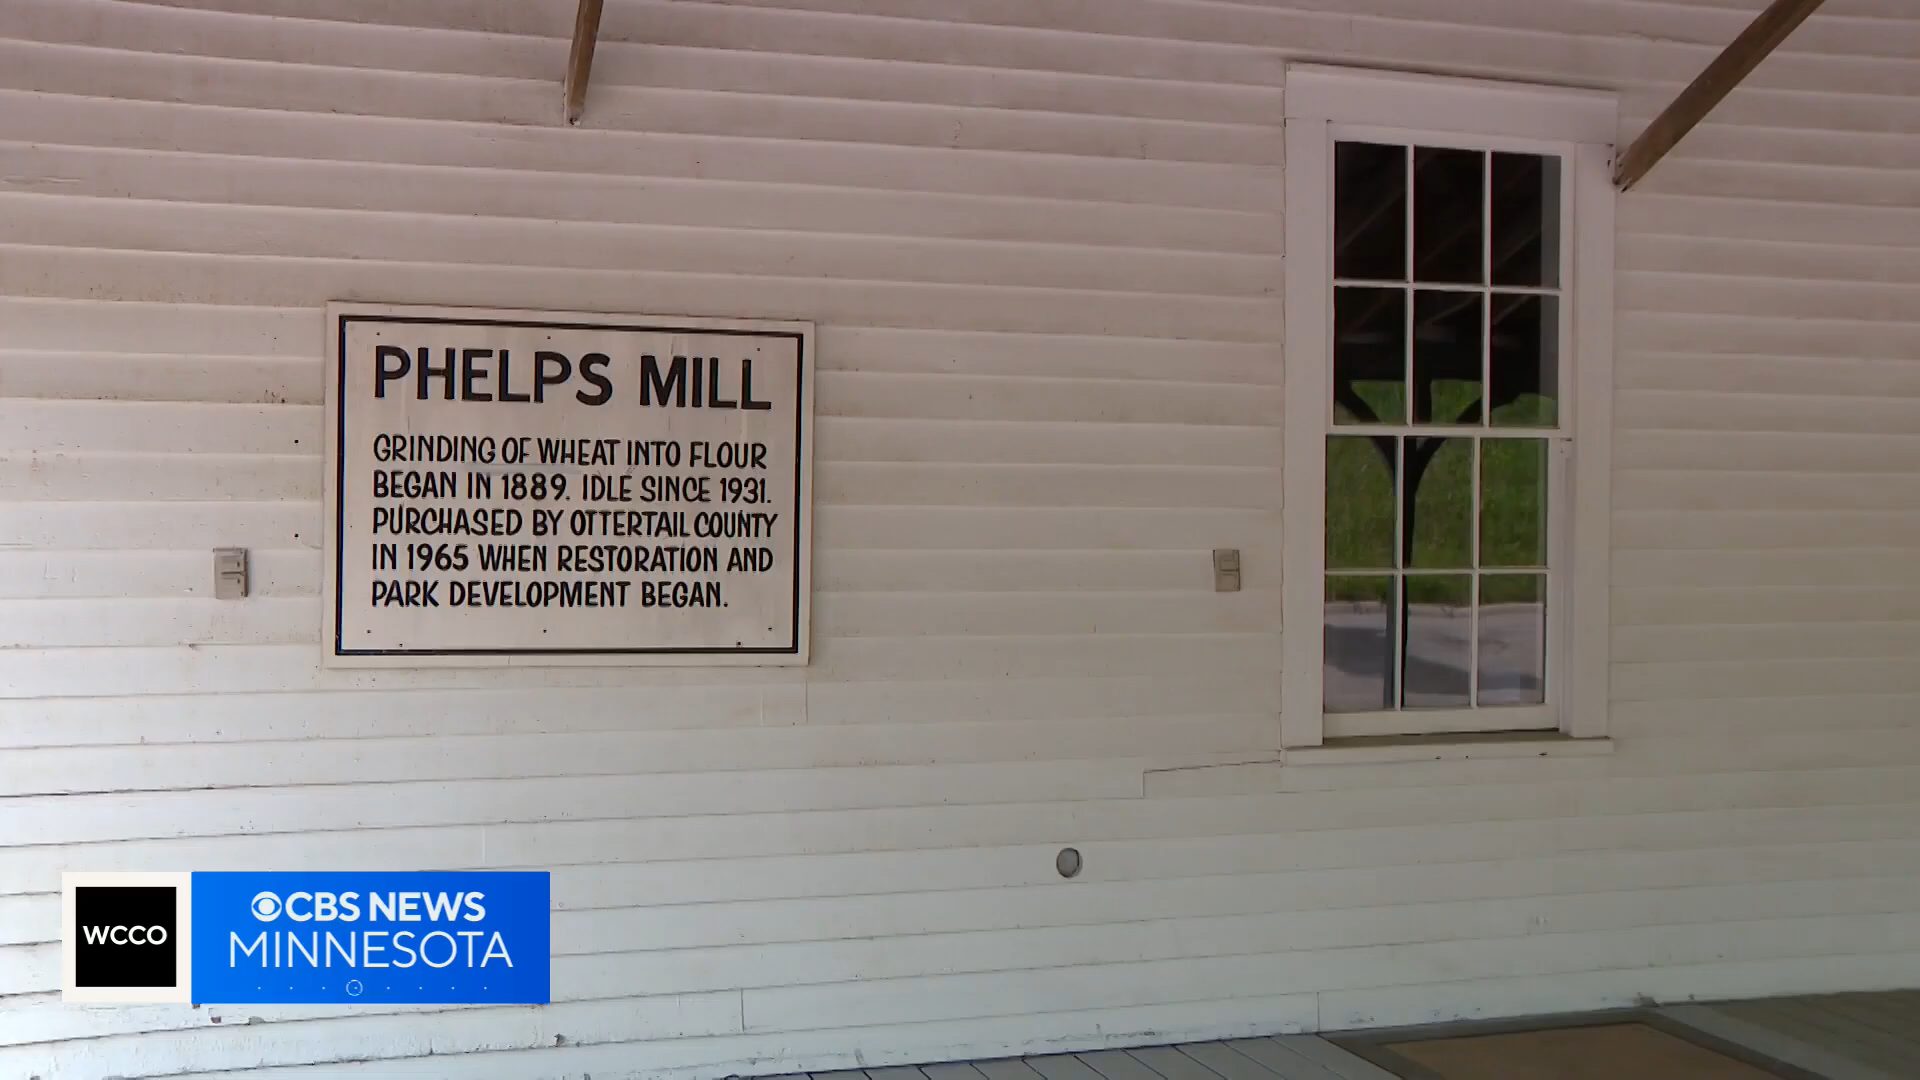 PHELPS MILL
GRINDING OF WHEAT INTO FLOUR
BEGAN IN 1889. IDLE SINCE 1931.
PURCHASED BY OTTERTAIL COUNTY
IN 1965 WHEN RESTORATION AND
PARK DEVELOPMENT BEGAN.
WCCO
CBS NEWS
MINNESOTA